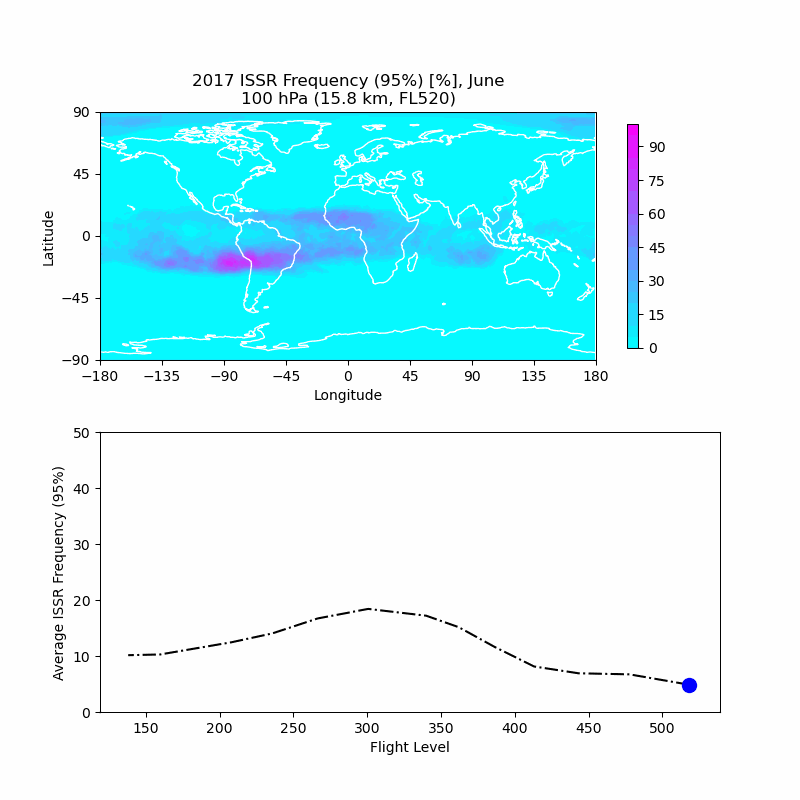 2017 ISSR Frequency (95%) [%], June
100 hPa (15.8 km, FL520)
90
45
0
−45
−90
Latitude
−180 −135 −90 −45 0 45 90 135 180
Longitude
90
75
60
45
30
15
0
50
40
30
20
10
0
Average ISSR Frequency (95%)
150 200 250 300 350 400 450 500
Flight Level